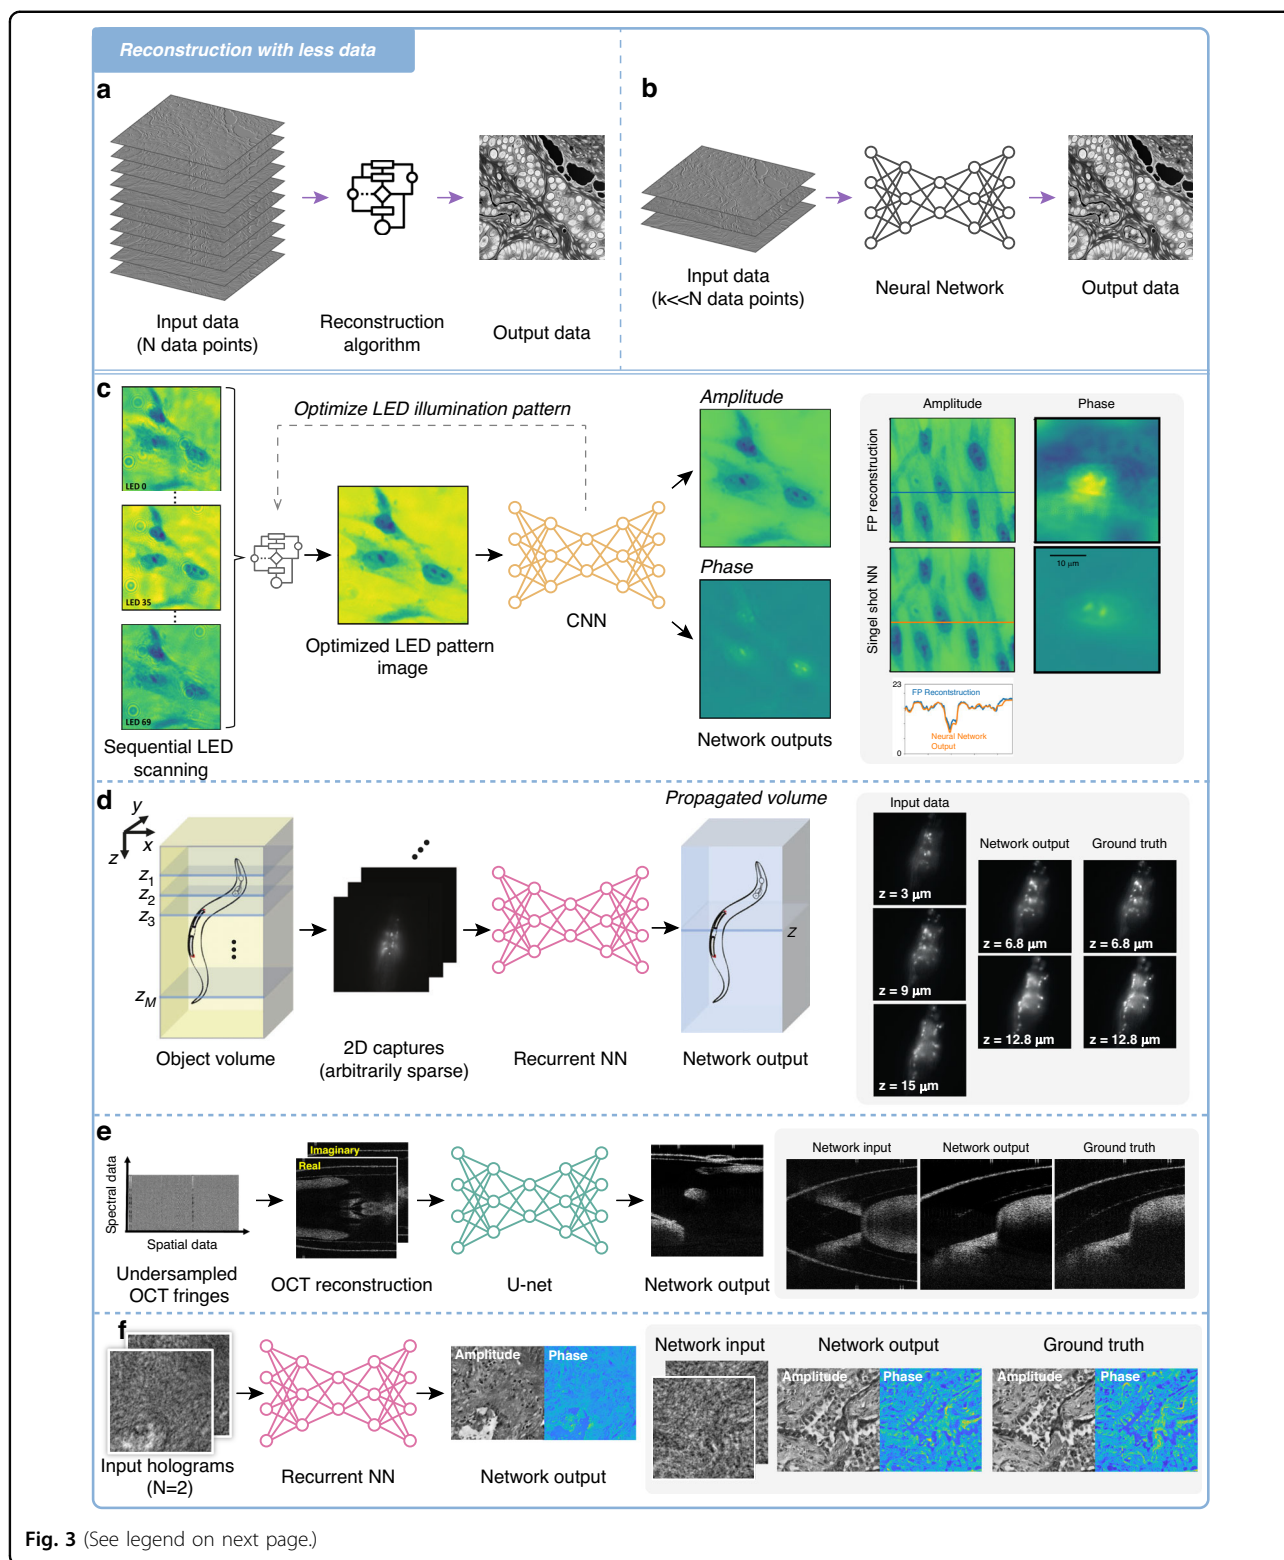 Reconstruction with less data
a
Input data
(N data points)
Reconstruction
algorithm
Output data
b
Input data
(k<<N data points)
Neural Network
Output data
c
LED 0
LED 35
LED 69
Sequential LED
scanning
Optimize LED illumination pattern
Optimized LED pattern
image
CNN
Amplitude
Phase
Network outputs
Amplitude
Phase
FP reconstruction
Singel shot NN
10 μm
23
0
FP Recontstruction
Neural Network
Output
d
y
x
z
z1
z2
z3
zM
Object volume
2D captures
(arbitrarily sparse)
Recurrent NN
Propagated volume
z
Network output
Input data
z = 3 μm
z = 9 μm
z = 15 μm
Network output
z = 6.8 μm
z = 12.8 μm
Ground truth
z = 6.8 μm
z = 12.8 μm
e
Spectral data
Spatial data
Undersampled
OCT fringes
Imaginary
Real
OCT reconstruction
U-net
Network output
Network input
Network output
Ground truth
f
Input holograms
(N=2)
Recurrent NN
Amplitude
Phase
Network output
Network input
Network output
Amplitude
Phase
Ground truth
Amplitude
Phase
Fig. 3 (See legend on next page.)